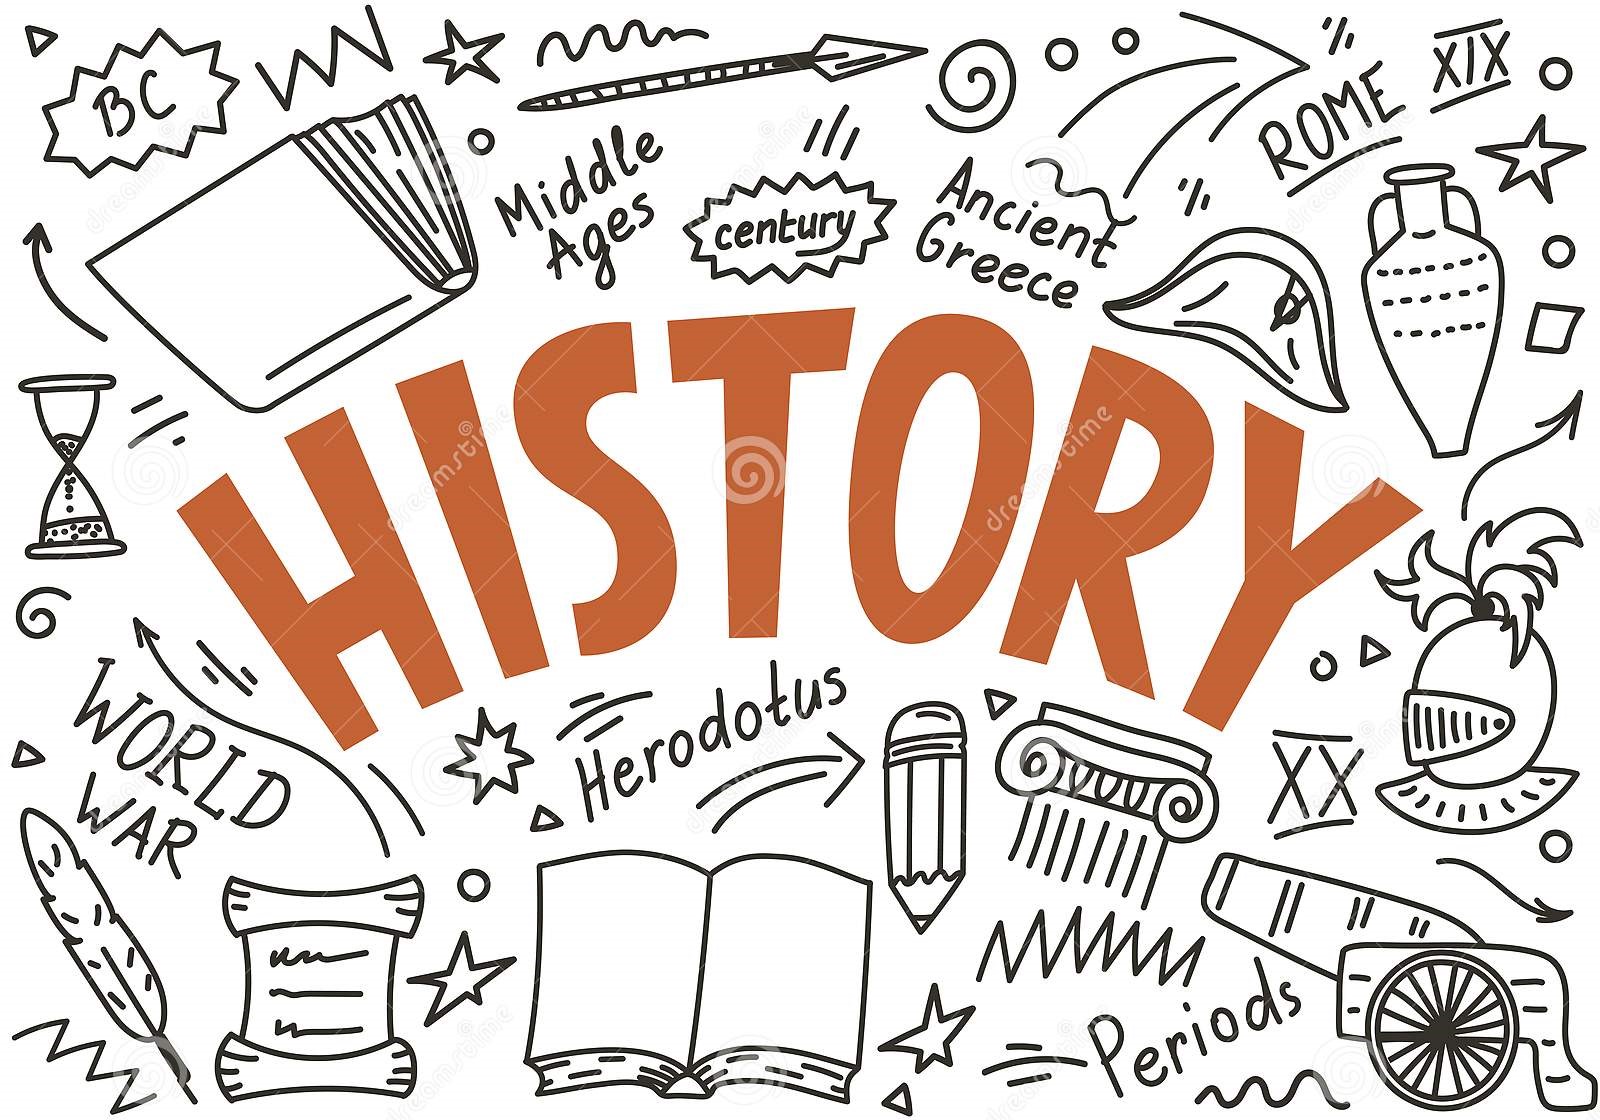 BC
Middle
Ages
century
Ancient
Greece
ROME
XIX
HISTORY
WORLD
WAR
Herodotus
XX
Periods
dreamstime